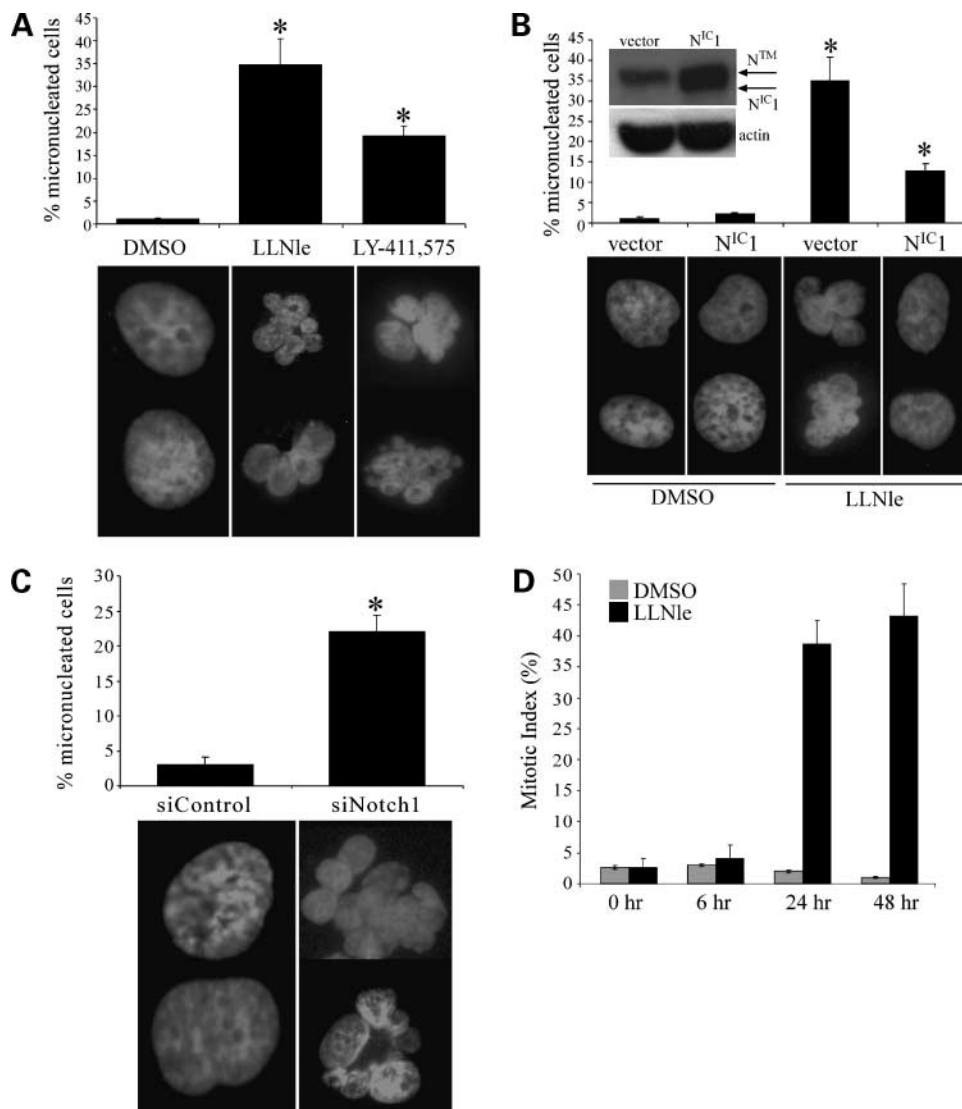 A
% micronucleated cells
45
40
35
30
25
20
15
10
5
0
*
*
DMSO LLNle LY-411,575
B
% micronucleated cells
45
40
35
30
25
20
15
10
5
0
vector N^IC1
N^TM
N^IC1
actin
*
*
vector N^IC1 vector N^IC1
DMSO LLNle
C
% micronucleated cells
30
25
20
15
10
5
0
*
siControl siNotch1
D
Mitotic Index (%)
50
45
40
35
30
25
20
15
10
5
0
DMSO
LLNle
0 hr 6 hr 24 hr 48 hr